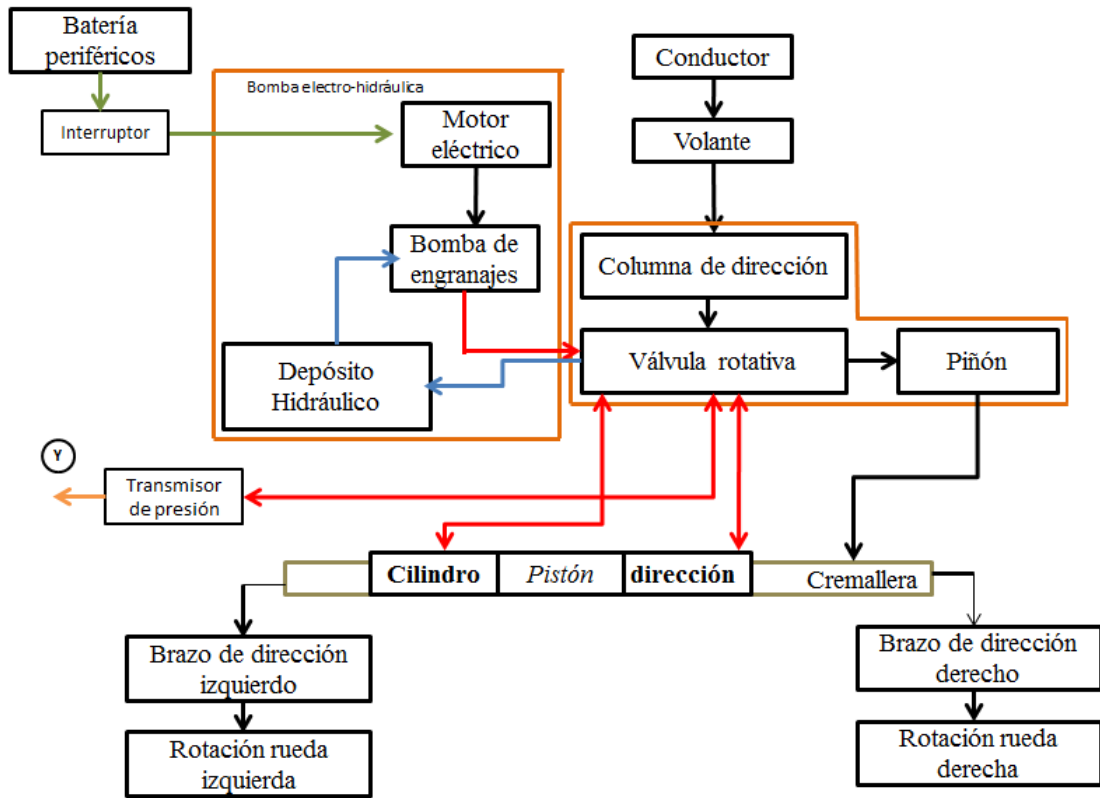 Batería
periféricos
Conductor
Bomba electro-hidráulica
Interruptor
Motor
eléctrico
Volante
Bomba de
engranajes
Columna de dirección
Depósito
Hidráulico
Válvula rotativa
Piñón
Y
Transmisor
de presión
Cilindro
Pistón
dirección
Cremallera
Brazo de dirección
izquierdo
Brazo de dirección
derecho
Rotación rueda
izquierda
Rotación rueda
derecha